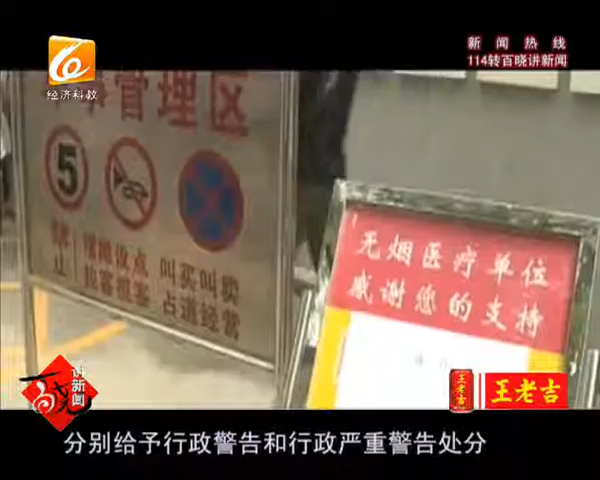 新闻热线
114转百晓讲新闻
经济科教
管理区
5
禁止
摆摊设点
叫买叫卖
拉客揽客
占道经营
无烟医疗单位
感谢您的支持
百晓
讲新闻
王老吉
王老吉
分别给予行政警告和行政严重警告处分